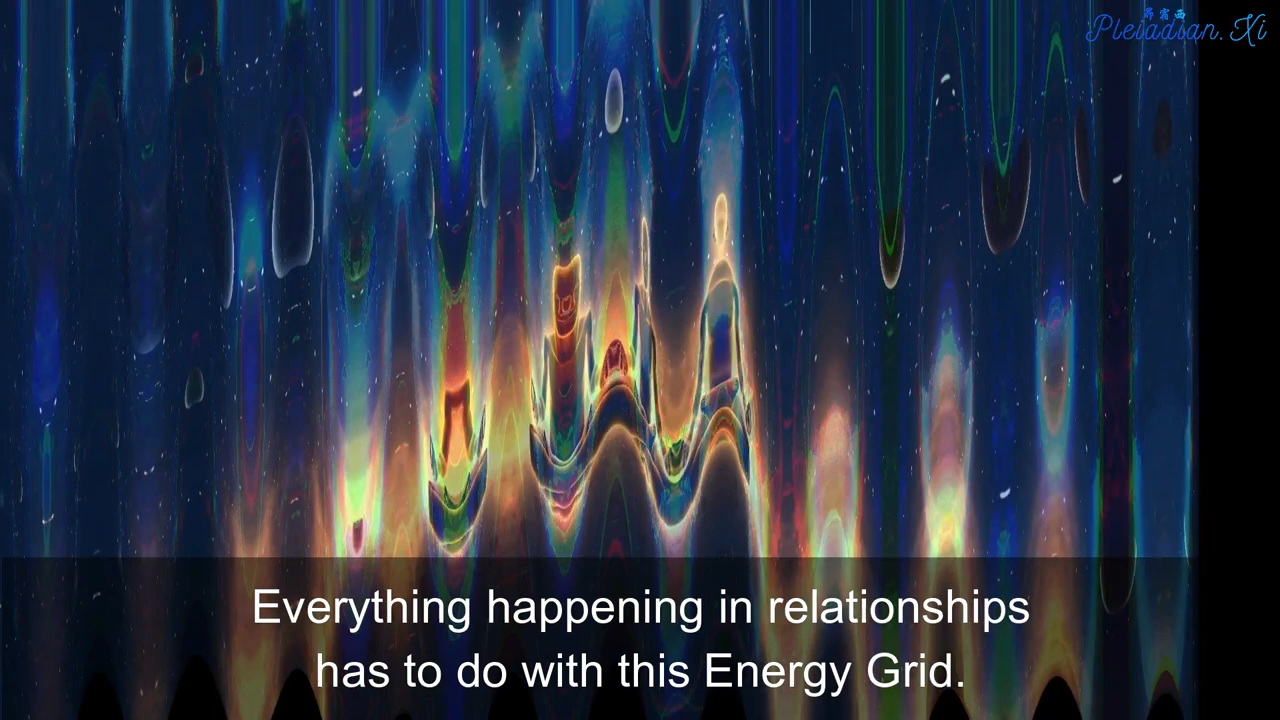 Pleiadian.Xi
Everything happening in relationships
has to do with this Energy Grid.